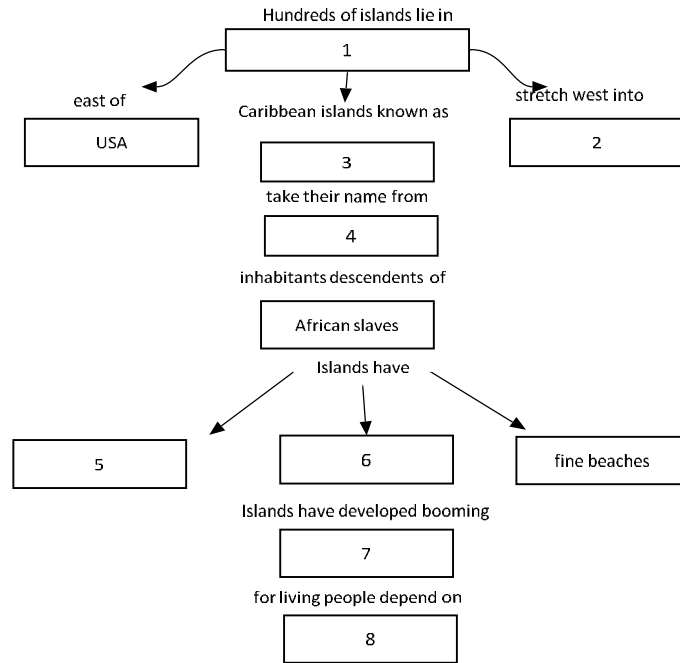 Hundreds of islands lie in
1
east of
stretch west into
Caribbean islands known as
USA
2
3
take their name from
4
inhabitants descendents of
African slaves
Islands have
5
6
fine beaches
Islands have developed booming
7
for living people depend on
8